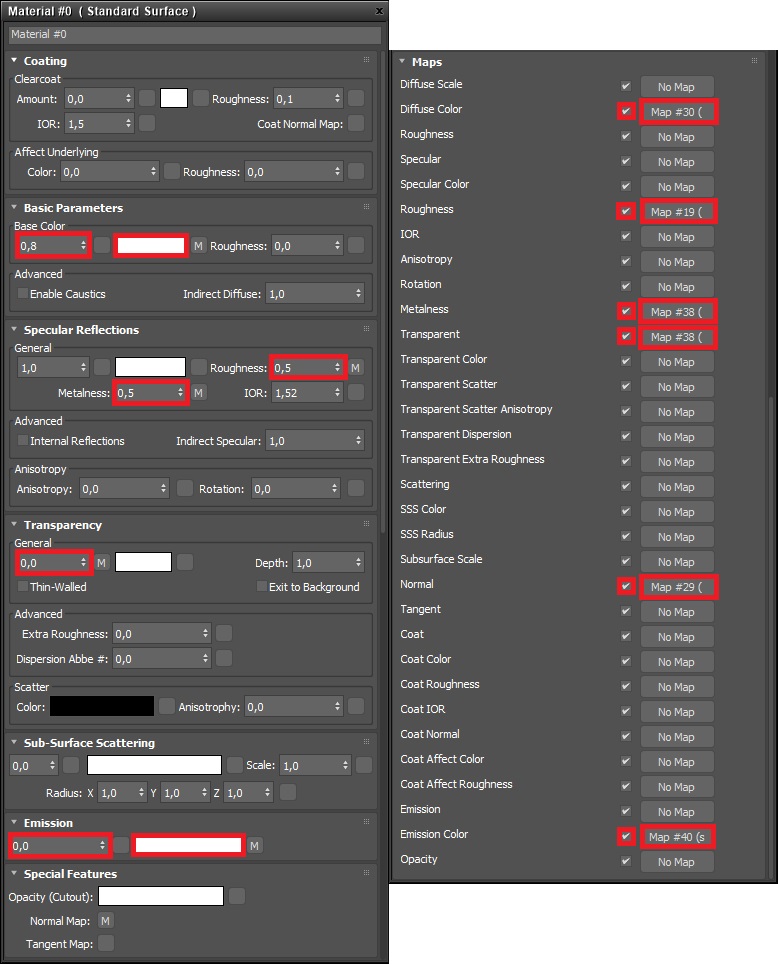 Material #0 ( Standard Surface ) x
Material #0
Coating
Clearcoat
Amount: 0,0 Roughness: 0,1
IOR: 1,5 Coat Normal Map:
Affect Underlying
Color: 0,0 Roughness: 0,0
Basic Parameters
Base Color
0,8 M Roughness: 0,0
Advanced
Enable Caustics Indirect Diffuse: 1,0
Specular Reflections
General
1,0 Roughness: 0,5 M
Metalness: 0,5 M IOR: 1,52
Advanced
Internal Reflections Indirect Specular: 1,0
Anisotropy
Anisotropy: 0,0 Rotation: 0,0
Transparency
General
0,0 M Depth: 1,0
Thin-Walled Exit to Background
Advanced
Extra Roughness: 0,0
Dispersion Abbe #: 0,0
Scatter
Color: Anisotrophy: 0,0
Sub-Surface Scattering
0,0 Scale: 1,0
Radius: X 1,0 Y 1,0 Z 1,0
Emission
0,0 M
Special Features
Opacity (Cutout):
Normal Map: M
Tangent Map:
Maps
Diffuse Scale No Map
Diffuse Color Map #30 (
Roughness No Map
Specular No Map
Specular Color No Map
Roughness Map #19 (
IOR No Map
Anisotropy No Map
Rotation No Map
Metalness Map #38 (
Transparent Map #38 (
Transparent Color No Map
Transparent Scatter No Map
Transparent Scatter Anisotropy No Map
Transparent Dispersion No Map
Transparent Extra Roughness No Map
Scattering No Map
SSS Color No Map
SSS Radius No Map
Subsurface Scale No Map
Normal Map #29 (
Tangent No Map
Coat No Map
Coat Color No Map
Coat Roughness No Map
Coat IOR No Map
Coat Normal No Map
Coat Affect Color No Map
Coat Affect Roughness No Map
Emission No Map
Emission Color Map #40 (s
Opacity No Map